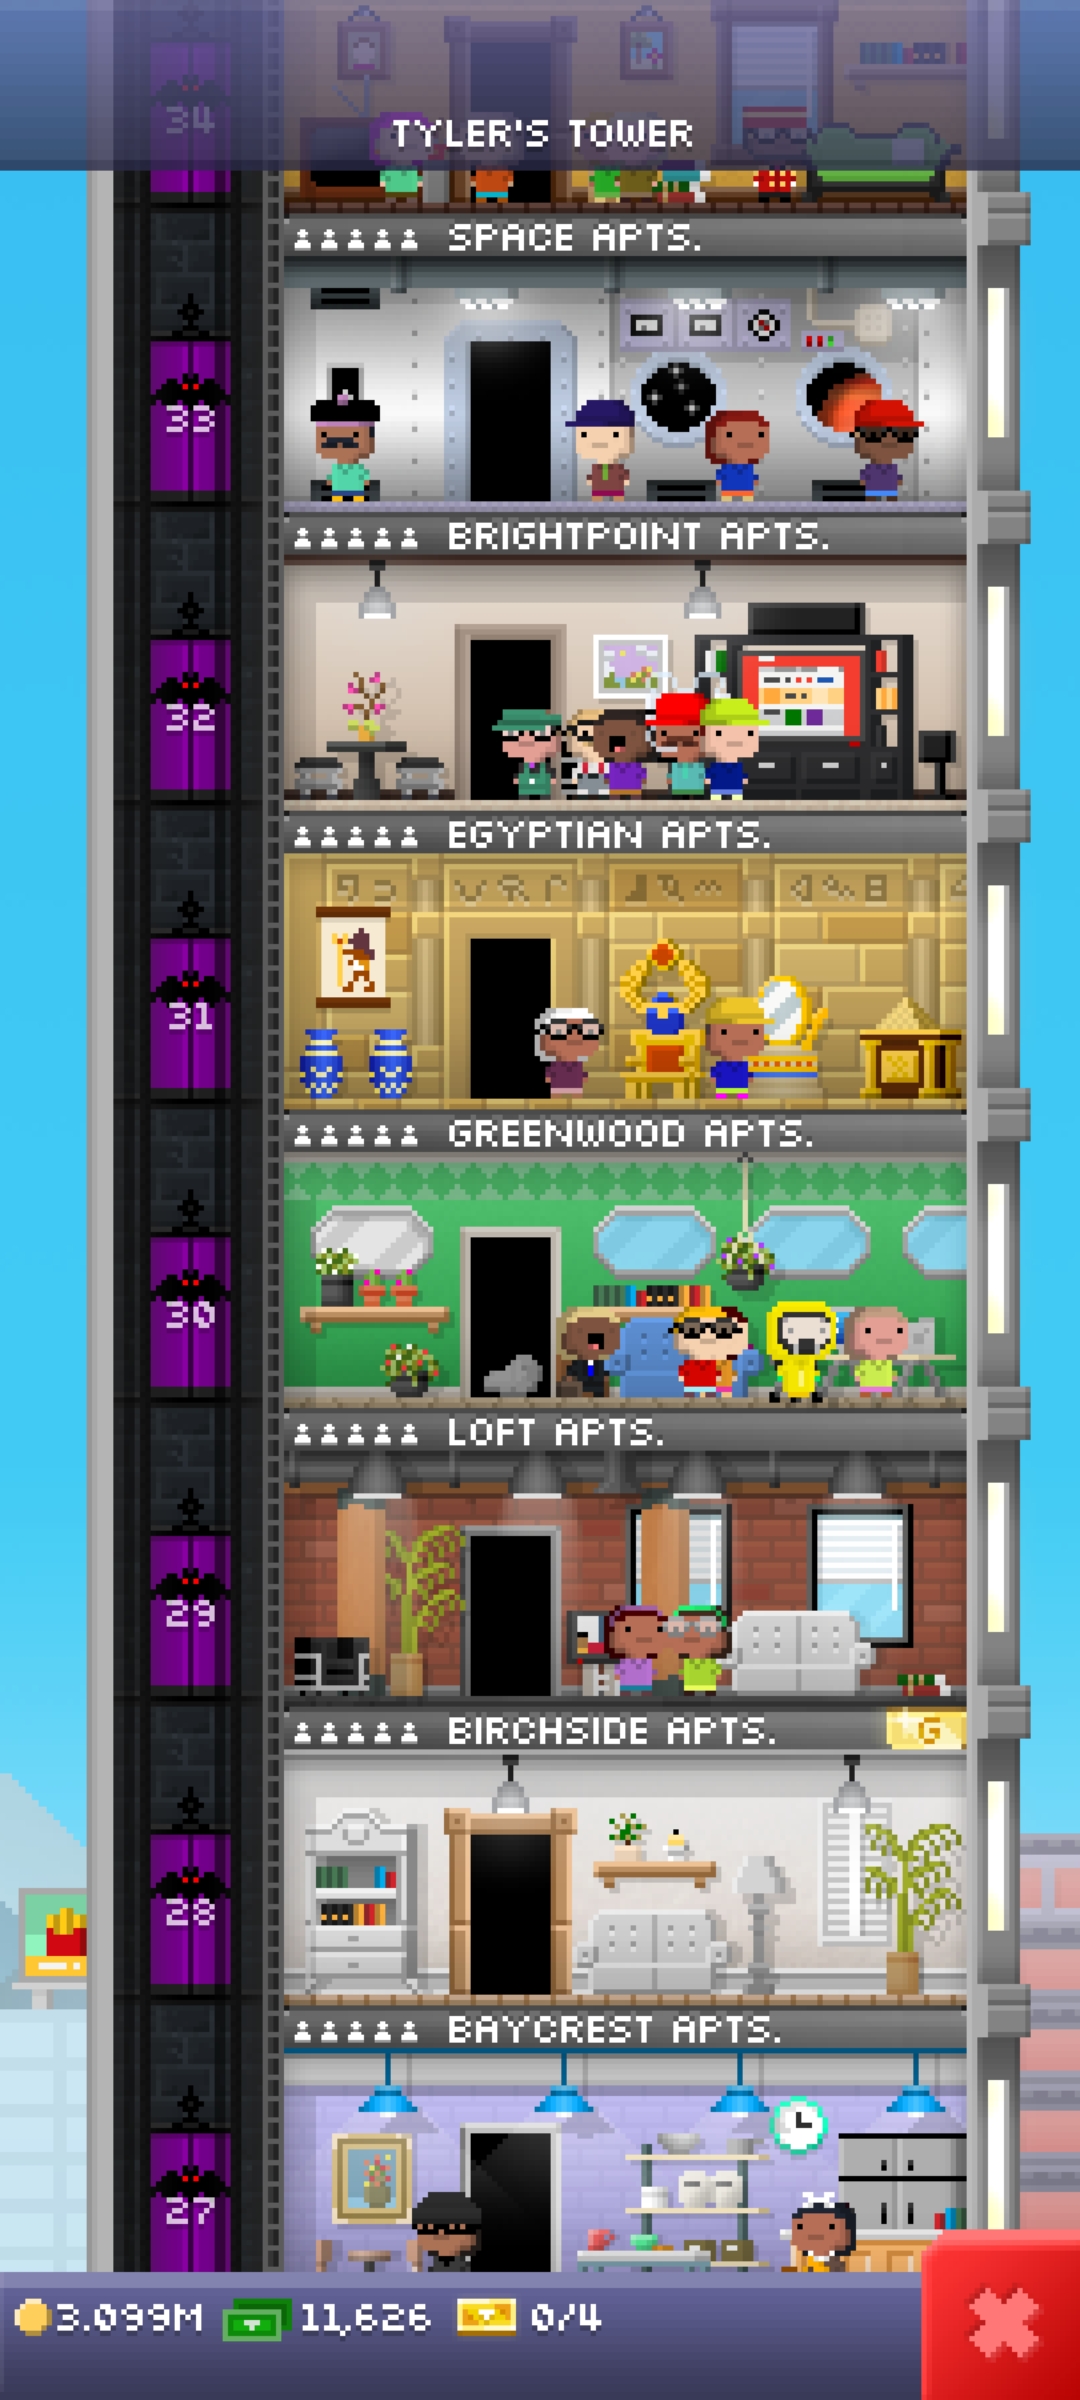 34
TYLER'S TOWER
SPACE APTS.
33
BRIGHTPOINT APTS.
32
EGYPTIAN APTS.
31
GREENWOOD APTS.
30
LOFT APTS.
29
BIRCHSIDE APTS. G
28
BAYCREST APTS.
27
3.099M 11,626 0/4